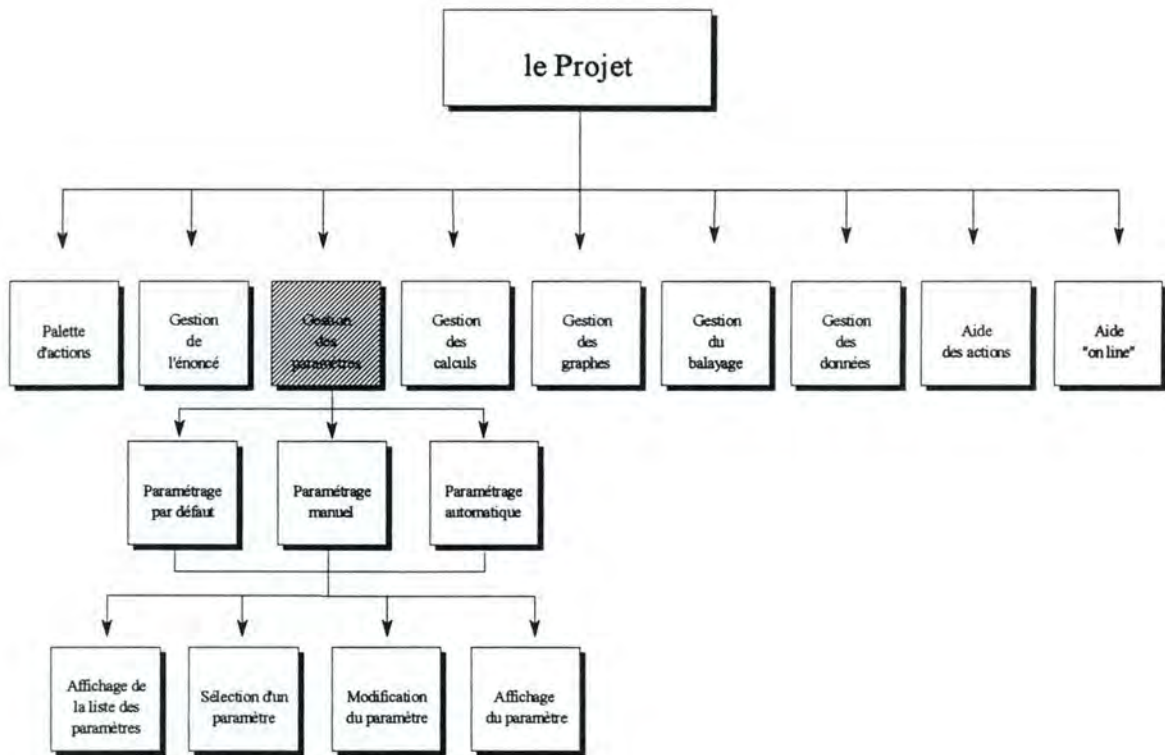 le Projet
Palette
d'actions
Gestion
de
l'énoncé
Gestion
des
paramètres
Gestion
des
calculs
Gestion
des
graphes
Gestion
du
balayage
Gestion
des
données
Aide
des actions
Aide
"on line"
Paramétrage
par défaut
Paramétrage
manuel
Paramétrage
automatique
Affichage de
la liste des
paramètres
Sélection d'un
paramètre
Modification
du paramètre
Affichage
du paramètre